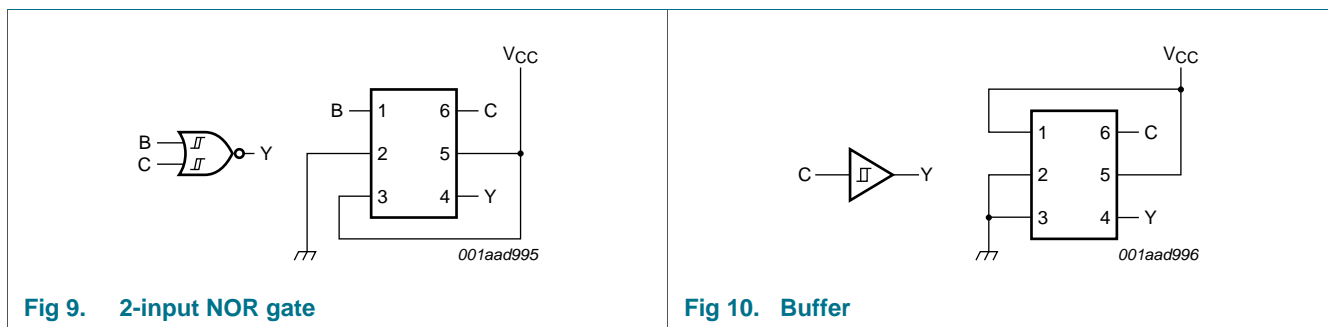 VCC
B 1 6 C
B
C
Y
2 5
3 4 Y
001aad995
Fig 9. 2-input NOR gate
VCC
1 6 C
C Y
2 5
3 4 Y
001aad996
Fig 10. Buffer